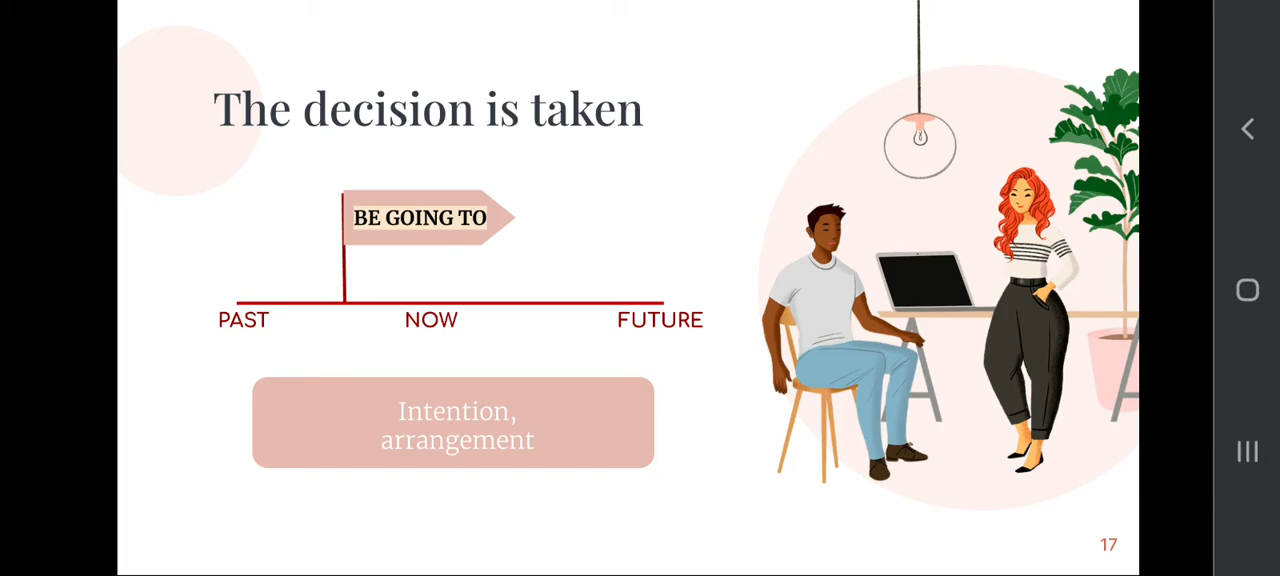 The decision is taken
BE GOING TO
PAST NOW FUTURE
Intention,
arrangement
17